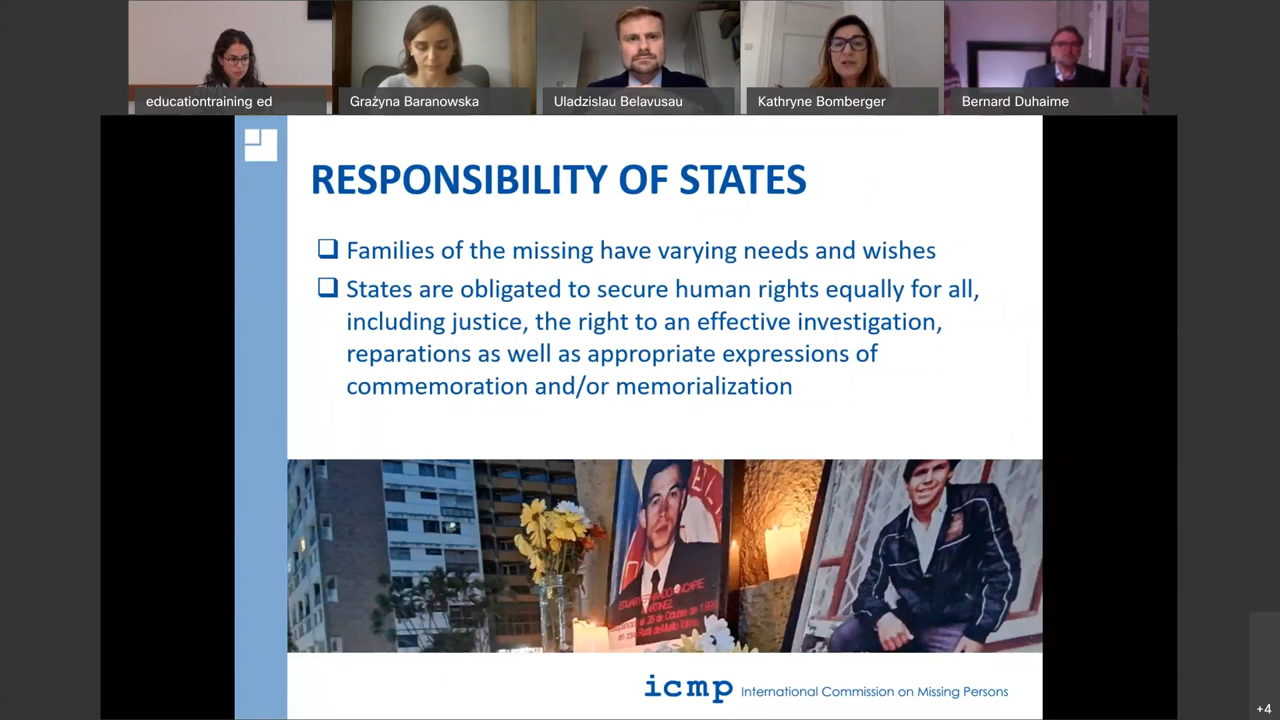 educationtraining ed
Grażyna Baranowska
Uladzislau Belavusau
Kathryne Bomberger
Bernard Duhaime
RESPONSIBILITY OF STATES
Families of the missing have varying needs and wishes
States are obligated to secure human rights equally for all,
including justice, the right to an effective investigation,
reparations as well as appropriate expressions of
commemoration and/or memorialization
MARTINEZ
icmp International Commission on Missing Persons
+4